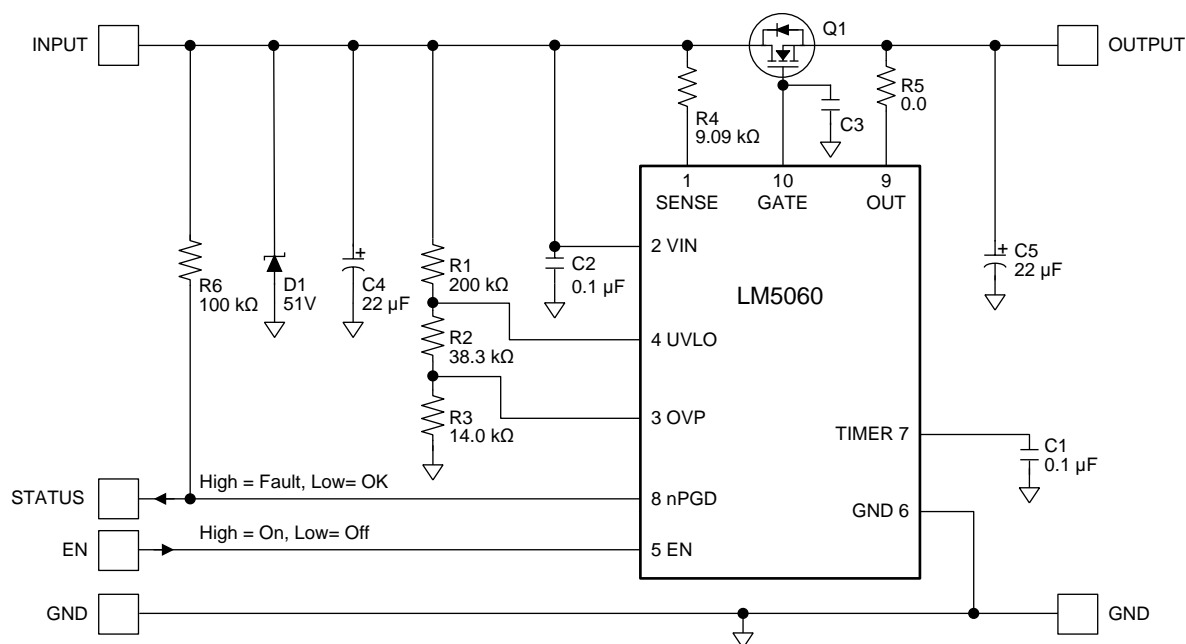 INPUT
Q1
OUTPUT
R4
9.09 kΩ
C3
R5
0.0
1
SENSE
10
GATE
9
OUT
2 VIN
R6
100 kΩ
D1
51V
C4
22 µF
+
R1
200 kΩ
C2
0.1 µF
LM5060
+
C5
22 µF
R2
38.3 kΩ
4 UVLO
R3
14.0 kΩ
3 OVP
TIMER 7
C1
0.1 µF
STATUS
High = Fault, Low= OK
8 nPGD
GND 6
EN
High = On, Low= Off
5 EN
GND
GND